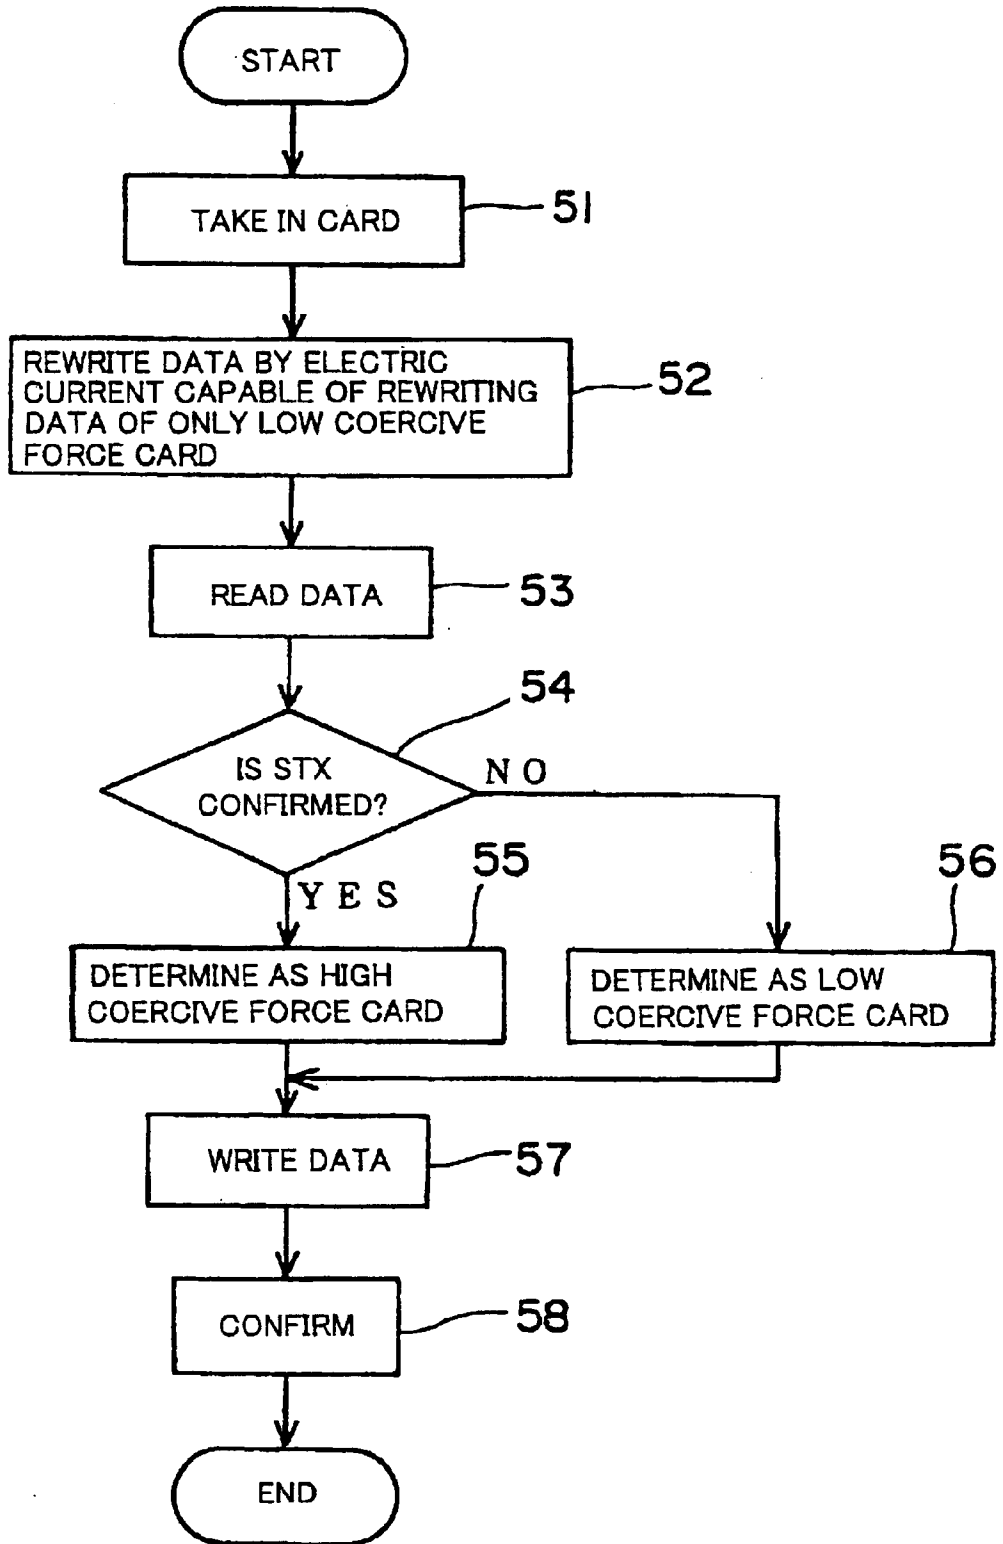 START
TAKE IN CARD
51
REWRITE DATA BY ELECTRIC
CURRENT CAPABLE OF REWRITING
DATA OF ONLY LOW COERCIVE
FORCE CARD
52
READ DATA
53
54
IS STX
CONFIRMED?
NO
YES
55
56
DETERMINE AS HIGH
COERCIVE FORCE CARD
DETERMINE AS LOW
COERCIVE FORCE CARD
WRITE DATA
57
CONFIRM
58
END